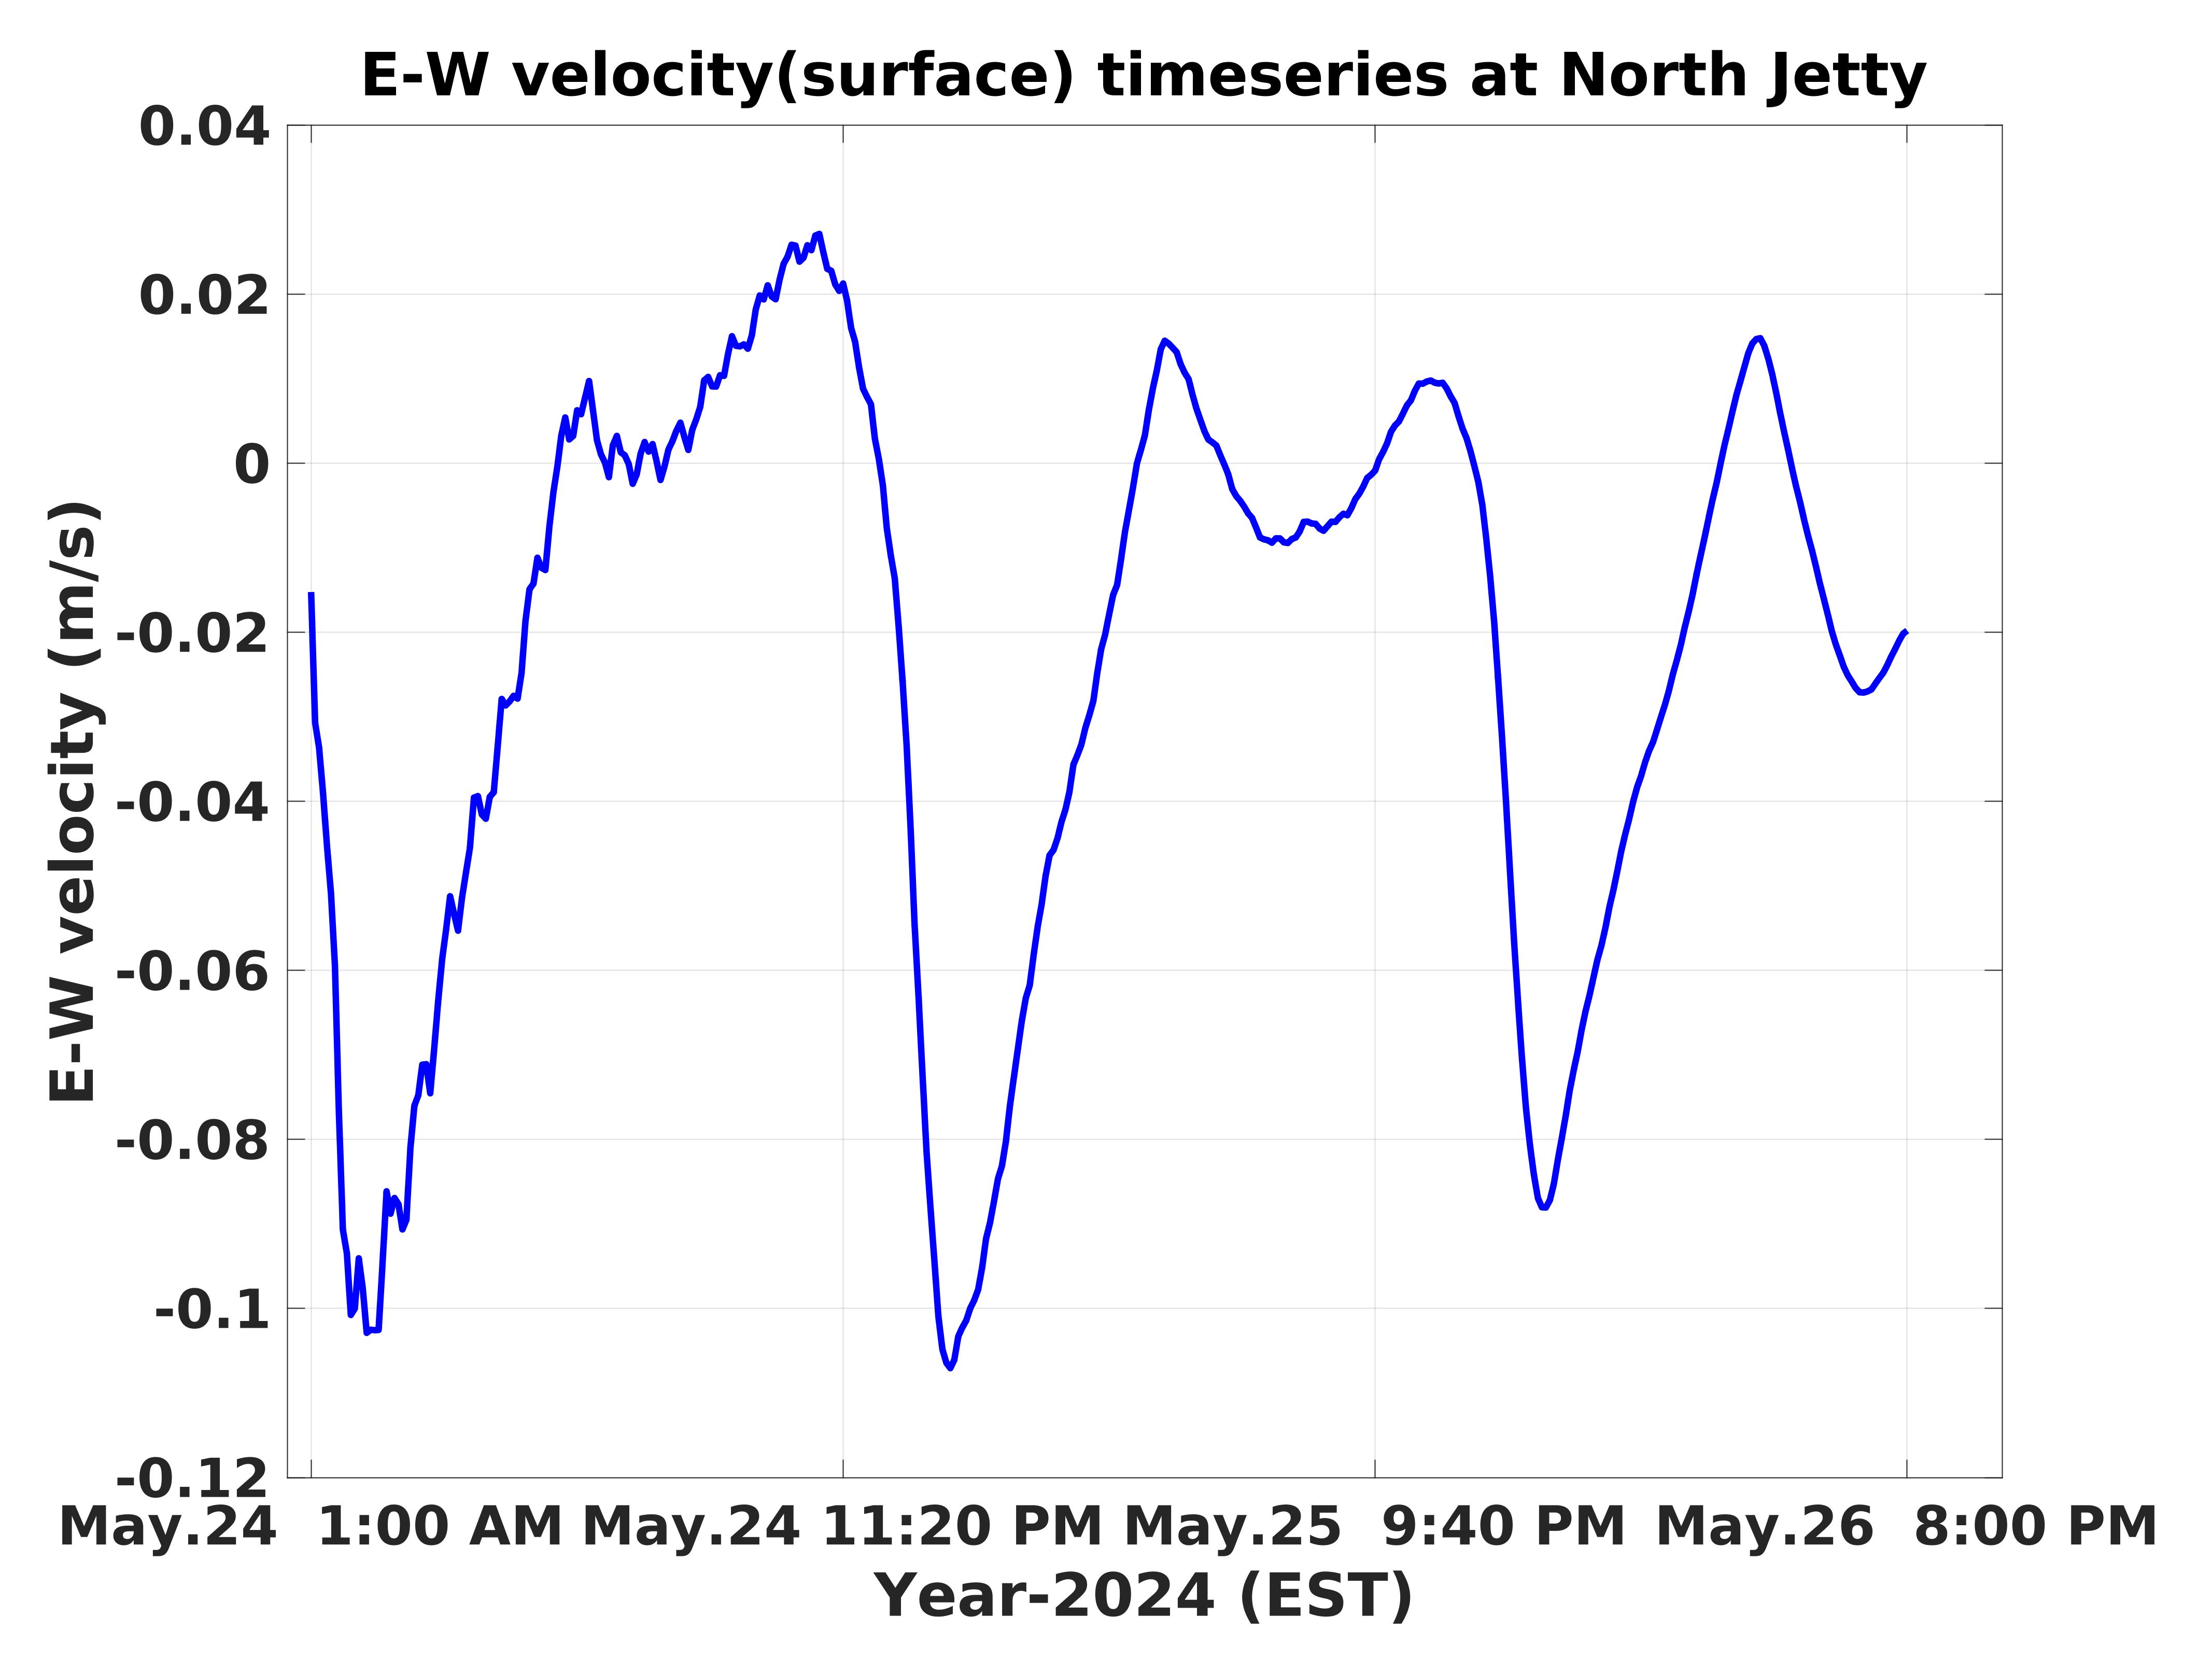 E-W velocity(surface) timeseries at North Jetty
0.04
0.02
0
-0.02
-0.04
-0.06
-0.08
-0.1
-0.12
E-W velocity (m/s)
May.24 1:00 AM May.24 11:20 PM May.25 9:40 PM May.26 8:00 PM
Year-2024 (EST)